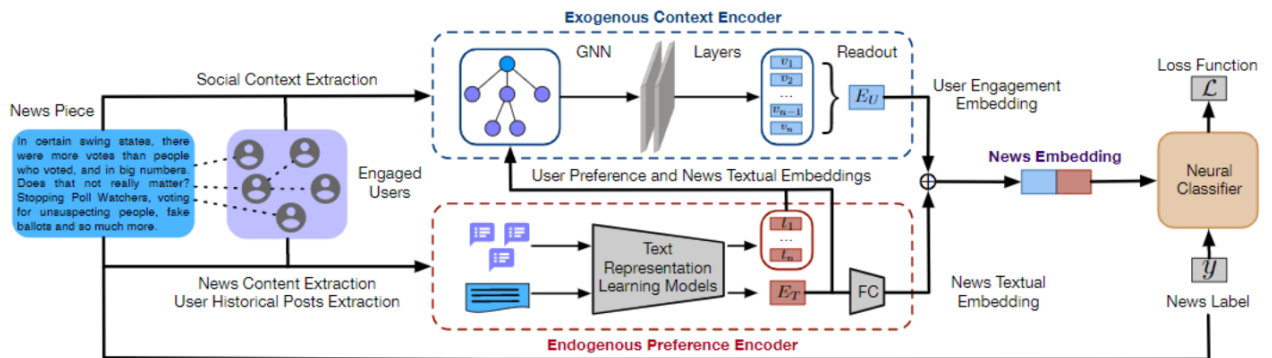 Exogenous Context Encoder
GNN
Layers
Readout
Social Context Extraction
v1
v2
...
vn−1
vn
EU
User Engagement
Embedding
Loss Function
L
News Piece
In certain swing states, there
were more votes than people
who voted, and in big numbers.
Does that not really matter?
Stopping Poll Watchers, voting
for unsuspecting people, fake
ballots and so much more.
Engaged
Users
User Preference and News Textual Embeddings
News Embedding
Neural
Classifier
t1
...
tn
Text
Representation
Learning Models
ET
FC
News Content Extraction
User Historical Posts Extraction
News Textual
Embedding
y
News Label
Endogenous Preference Encoder